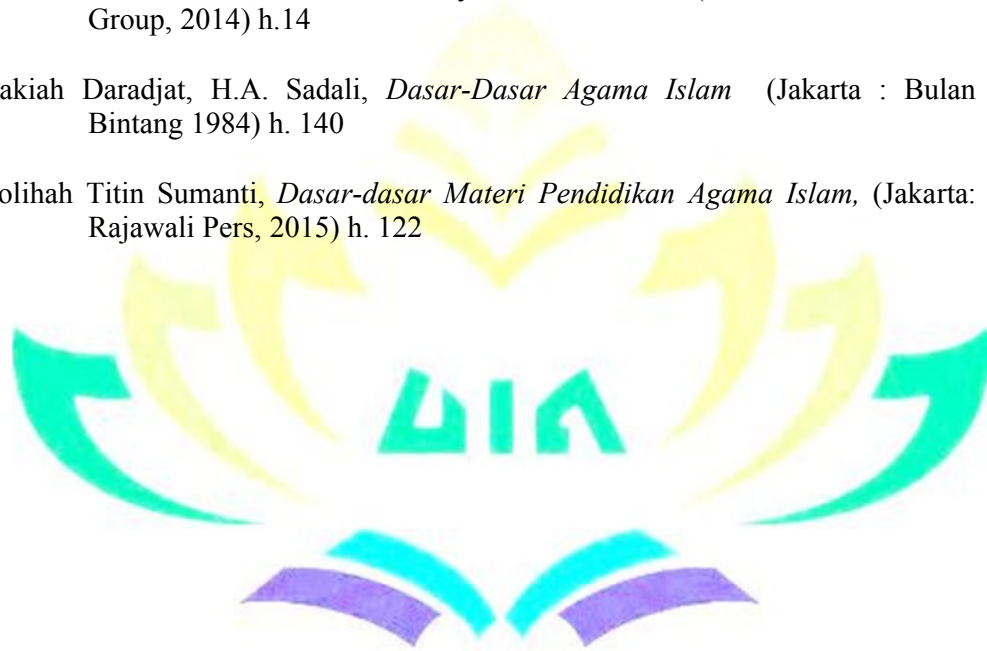 Group, 2014) h.14
akiah Daradjat, H.A. Sadali, Dasar-Dasar Agama Islam (Jakarta : Bulan
Bintang 1984) h. 140
olihah Titin Sumanti, Dasar-dasar Materi Pendidikan Agama Islam, (Jakarta:
Rajawali Pers, 2015) h. 122
UIN